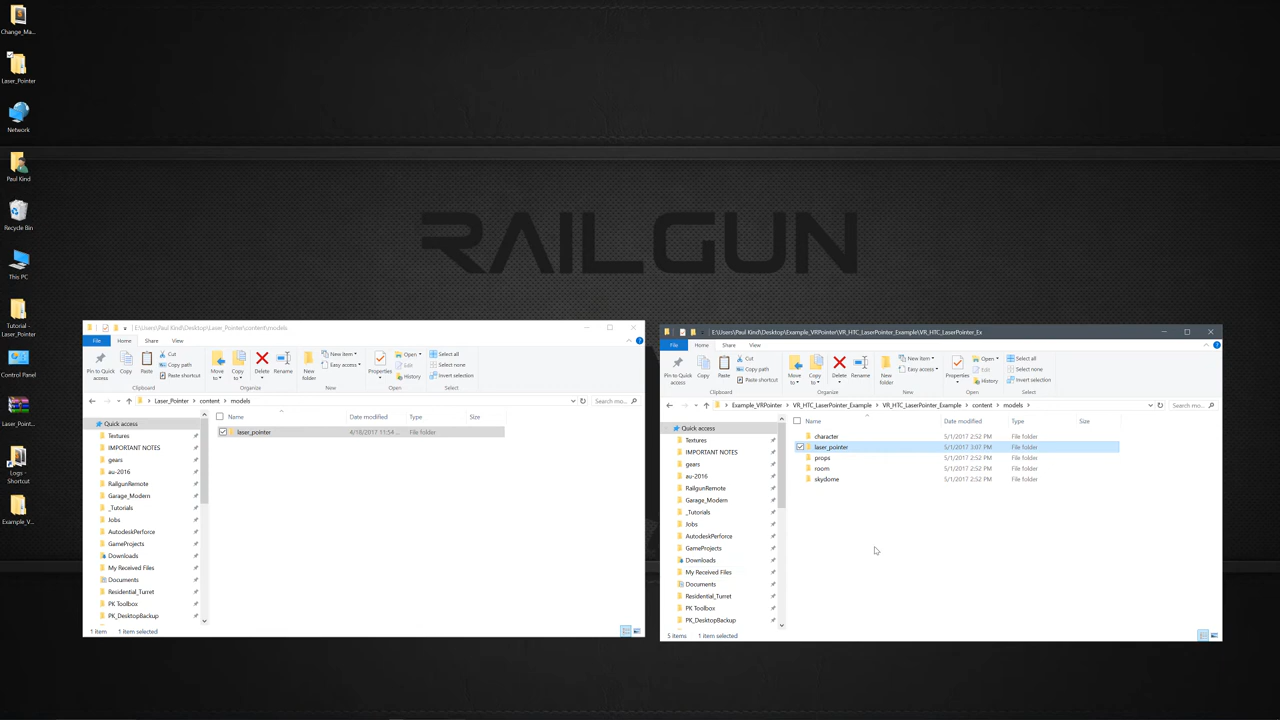 Change_Ma...
Laser_Pointer
Network
Paul Kind
Recycle Bin
This PC
Tutorial -
Laser_Pointer
Control Panel
Laser_Point...
Logs -
Shortcut
Example_V...
RAILGUN
E:\Users\Paul Kind\Desktop\Laser_Pointer\content\models
File Home Share View
Pin to Quick access
Copy
Paste
Cut
Copy path
Paste shortcut
Clipboard
Move to
Copy to
Delete
Rename
Organize
New folder
New item
Easy access
New
Properties
Open
Edit
History
Open
Select all
Select none
Invert selection
Select
Laser_Pointer > content > models
Search mo...
Quick access
Textures
IMPORTANT NOTES
gears
au-2016
RailgunRemote
Garage_Modern
_Tutorials
Jobs
AutodeskPerforce
GameProjects
Downloads
My Received Files
Documents
Residential_Turret
PK Toolbox
PK_DesktopBackup
Name Date modified Type Size
laser_pointer 4/18/2017 11:54 ... File folder
1 item 1 item selected
E:\Users\Paul Kind\Desktop\Example_VRPointer\VR_HTC_LaserPointer_Example\VR_HTC_LaserPointer_Ex
File Home Share View
Pin to Quick access
Copy
Paste
Cut
Copy path
Paste shortcut
Clipboard
Move to
Copy to
Delete
Rename
Organize
New folder
New item
Easy access
New
Properties
Open
Edit
History
Open
Select all
Select none
Invert selection
Select
Example_VRPointer > VR_HTC_LaserPointer_Example > VR_HTC_LaserPointer_Example > content > models >
Search mo...
Quick access
Textures
IMPORTANT NOTES
gears
au-2016
RailgunRemote
Garage_Modern
_Tutorials
Jobs
AutodeskPerforce
GameProjects
Downloads
My Received Files
Documents
Residential_Turret
PK Toolbox
PK_DesktopBackup
Name Date modified Type Size
character 5/1/2017 2:52 PM File folder
laser_pointer 5/1/2017 3:07 PM File folder
props 5/1/2017 2:52 PM File folder
room 5/1/2017 2:52 PM File folder
skydome 5/1/2017 2:52 PM File folder
5 items 1 item selected